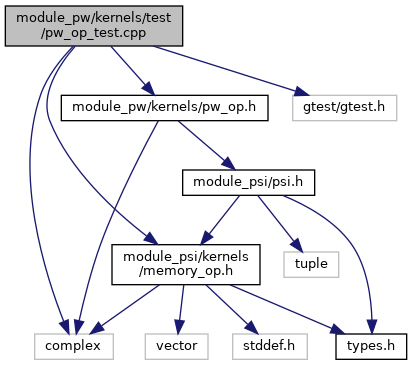 module_pw/kernels/test
/pw_op_test.cpp
module_pw/kernels/pw_op.h
gtest/gtest.h
module_psi/psi.h
module_psi/kernels
/memory_op.h
tuple
complex
vector
stddef.h
types.h